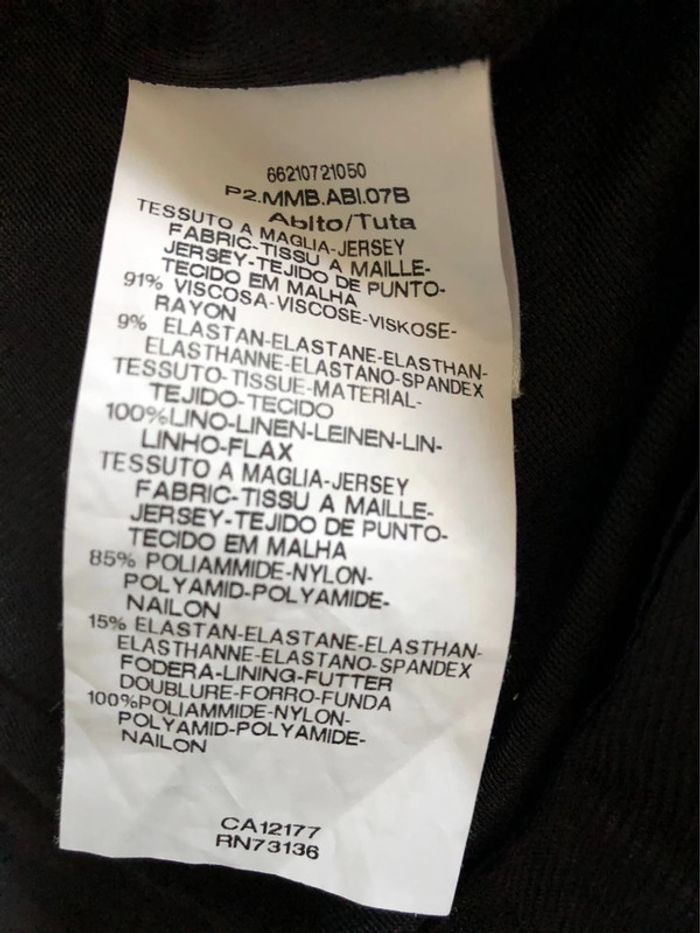 66210721050
P2.MMB.ABI.07B
Abito/Tuta
TESSUTO A MAGLIA-JERSEY
FABRIC-TISSU A MAILLE-
JERSEY-TEJIDO DE PUNTO-
TECIDO EM MALHA
91% VISCOSA-VISCOSE-VISKOSE-
RAYON
9% ELASTAN-ELASTANE-ELASTHAN-
ELASTHANNE-ELASTANO-SPANDEX
TESSUTO-TISSUE-MATERIAL-
TEJIDO-TECIDO
100%LINO-LINEN-LEINEN-LIN-
LINHO-FLAX
TESSUTO A MAGLIA-JERSEY
FABRIC-TISSU A MAILLE-
JERSEY-TEJIDO DE PUNTO-
TECIDO EM MALHA
85% POLIAMMIDE-NYLON-
POLYAMID-POLYAMIDE-
NAILON
15% ELASTAN-ELASTANE-ELASTHAN-
ELASTHANNE-ELASTANO-SPANDEX
FODERA-LINING-FUTTER
DOUBLURE-FORRO-FUNDA
100%POLIAMMIDE-NYLON-
POLYAMID-POLYAMIDE-
NAILON
CA12177
RN73136